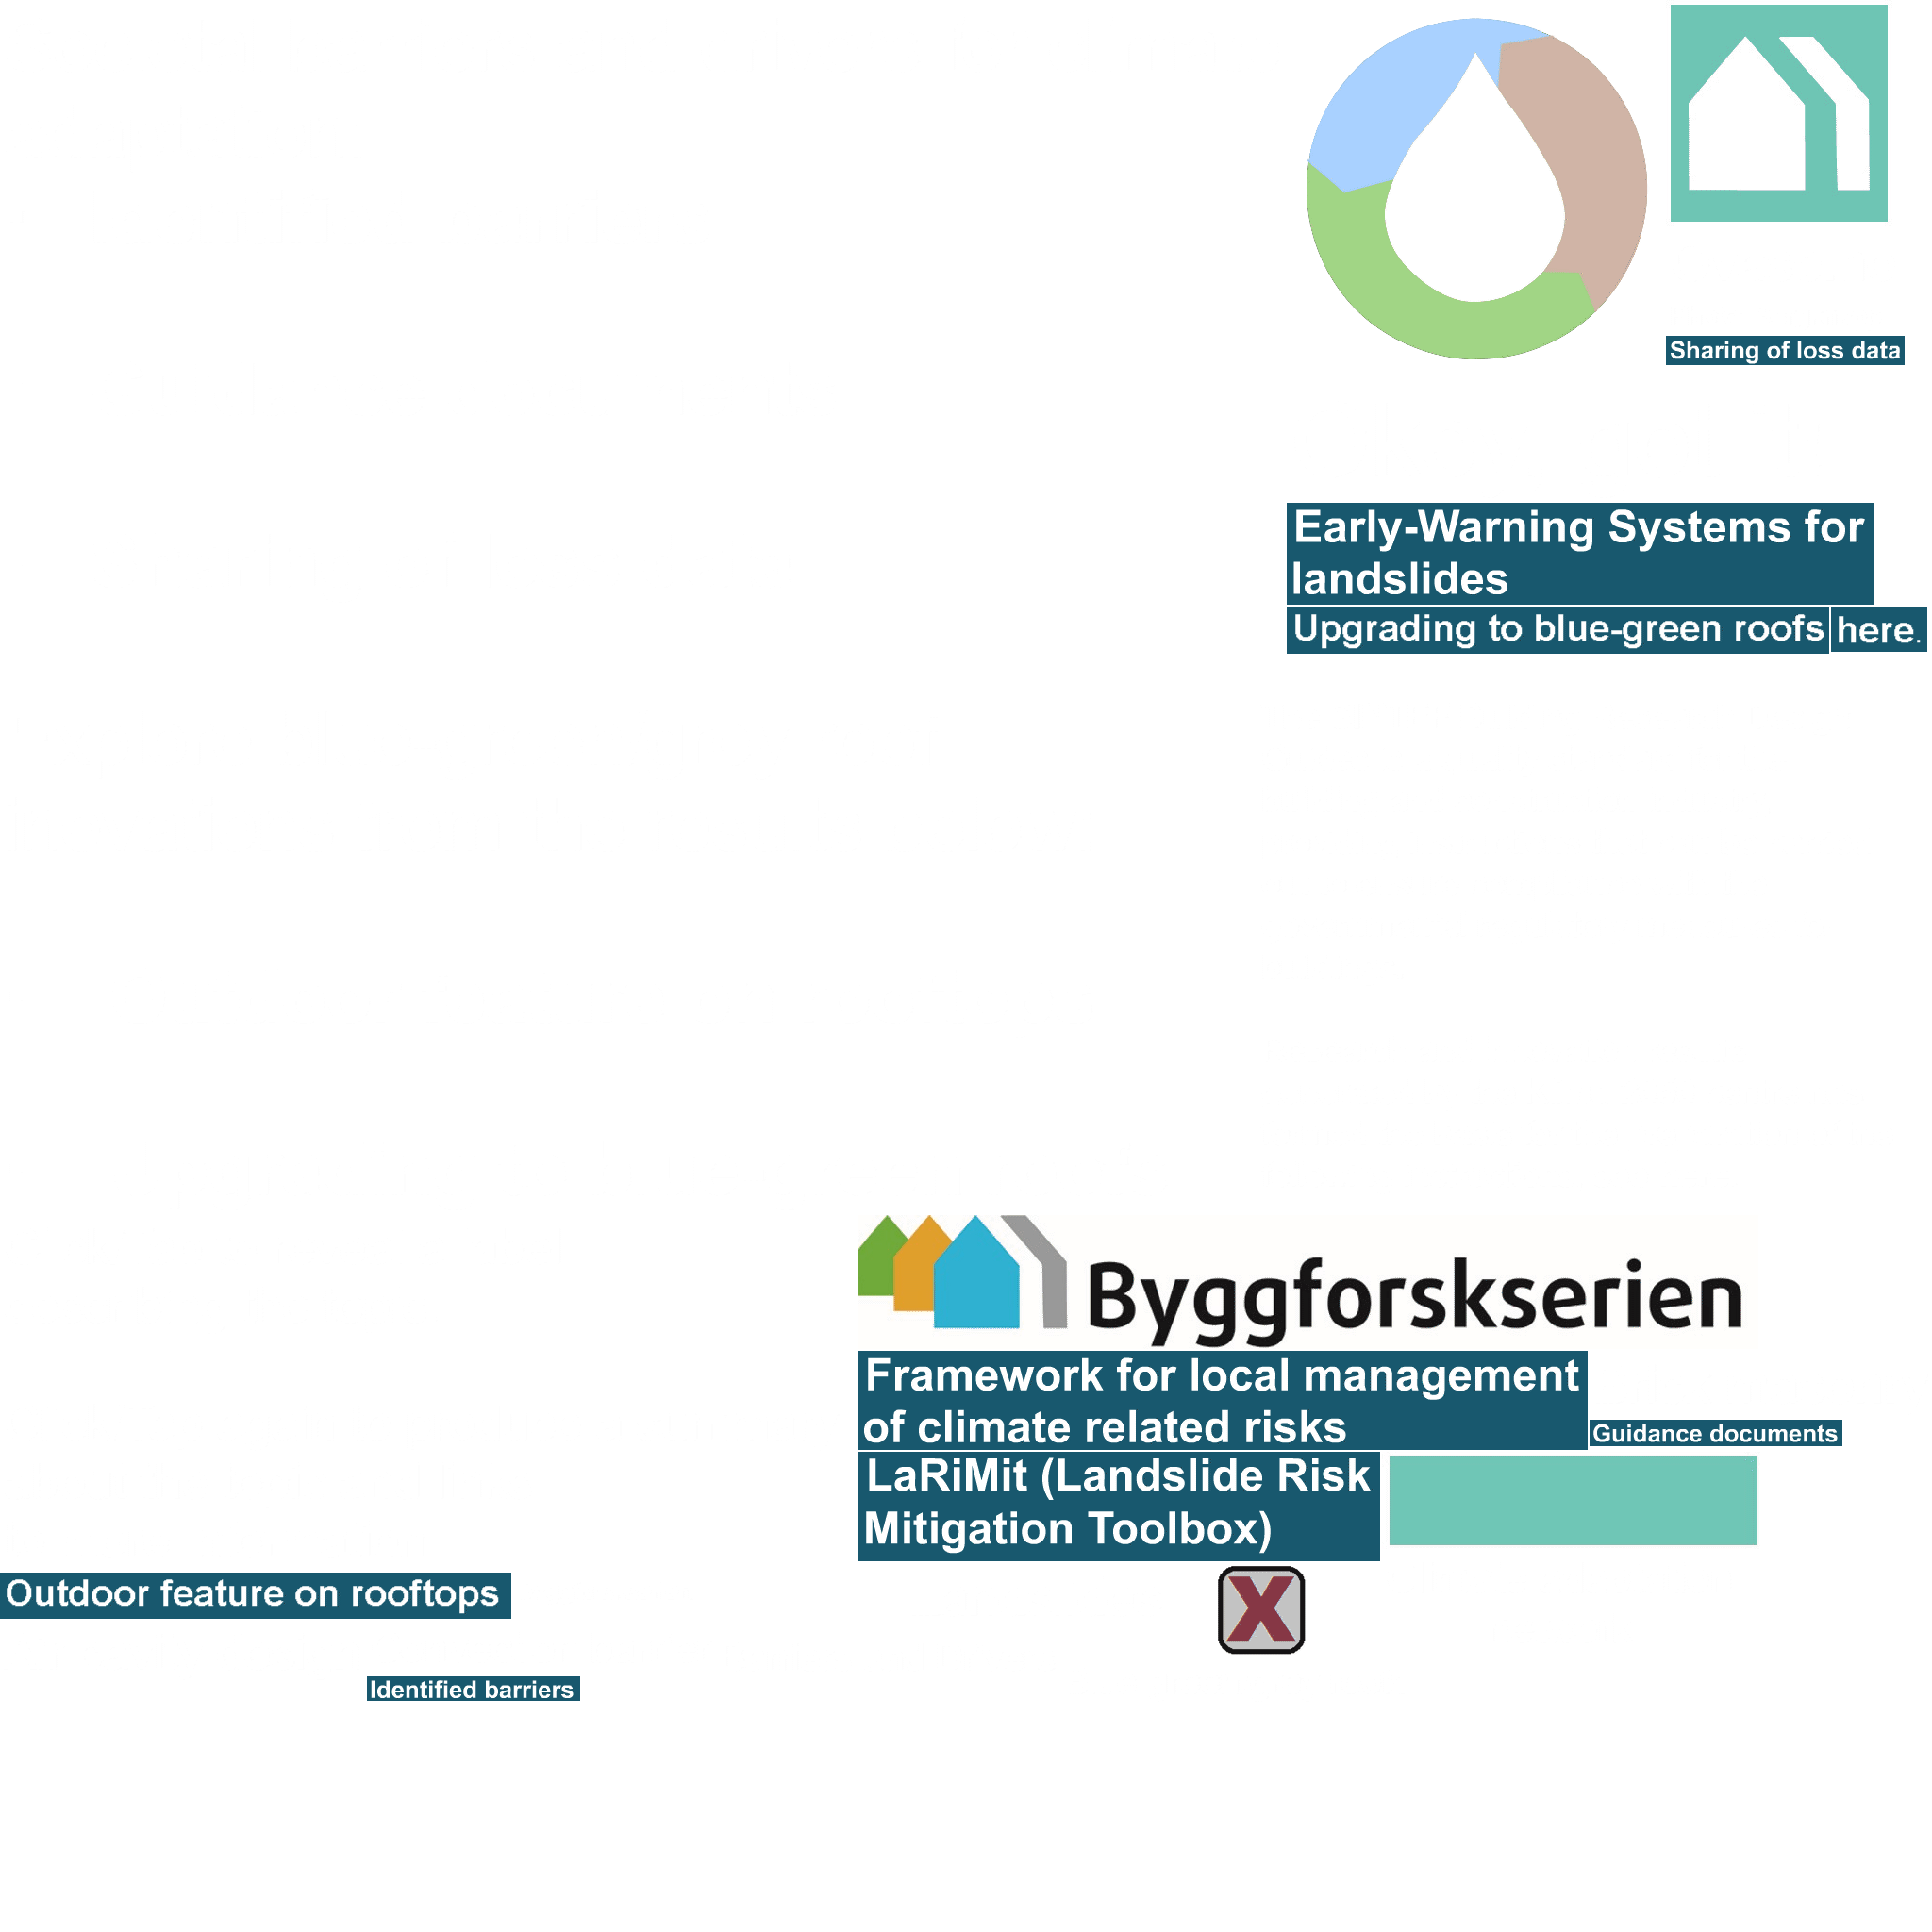 Sharing of loss data
Early-Warning Systems for
landslides
Upgrading to blue-green roofs
here.
Byggforskserien
Framework for local management
of climate related risks
Guidance documents
LaRiMit (Landslide Risk
Mitigation Toolbox)
X
Outdoor feature on rooftops
Identified barriers